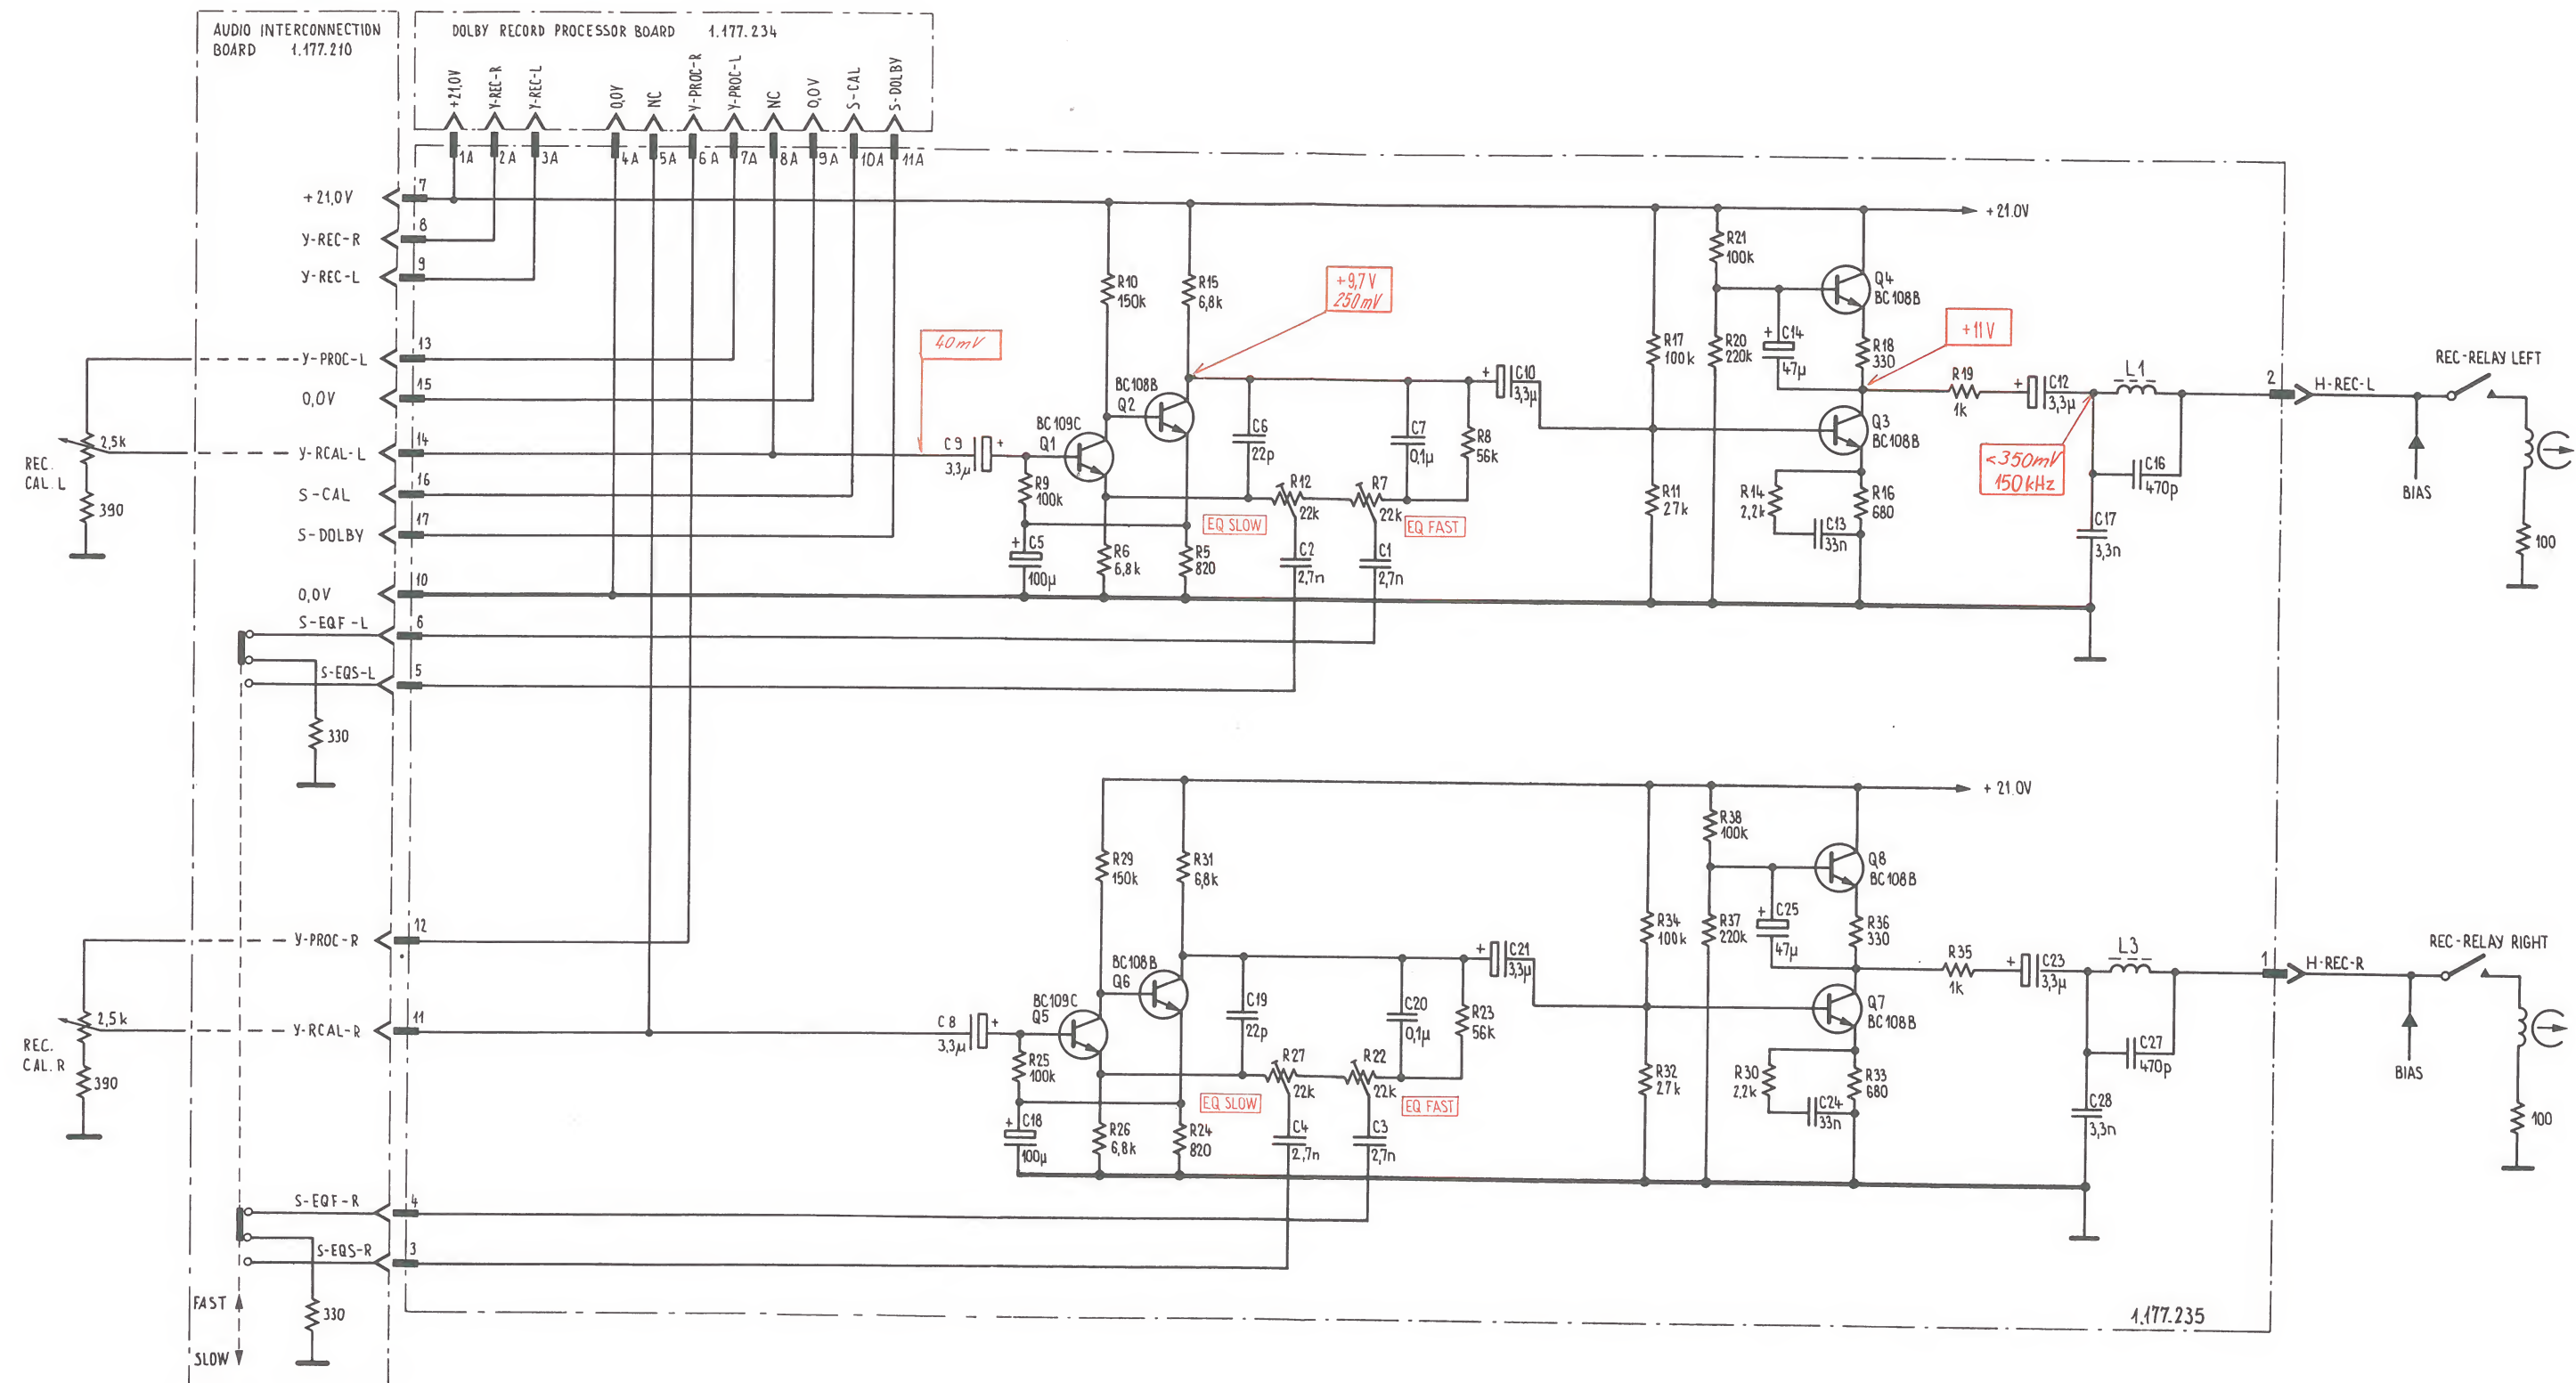 AUDIO INTERCONNECTION
BOARD 1.177.210
DOLBY RECORD PROCESSOR BOARD 1.177.234
+21,0V
Y-REC-R
Y-REC-L
0,0V
NC
Y-PROC-R
Y-PROC-L
NC
0,0V
S-CAL
S-DOLBY
1A
2A
3A
4A
5A
6A
7A
8A
9A
10A
11A
+21,0V
7
Y-REC-R
8
Y-REC-L
9
Y-PROC-L
13
0,0V
15
Y-RCAL-L
14
S-CAL
16
S-DOLBY
17
0,0V
10
S-EQF-L
6
S-EQS-L
5
2,5k
REC.
CAL. L
390
330
40mV
C9
3,3µ
R10
150k
R15
6,8k
+9,7V
250mV
BC109C
Q1
BC108B
Q2
R9
100k
C5
100µ
R6
6,8k
R5
820
C6
22p
R12
22k
EQ SLOW
C2
2,7n
C7
0,1µ
R7
22k
EQ FAST
C1
2,7n
R8
56k
C10
3,3µ
R17
100k
R11
27k
R21
100k
R20
220k
C14
47µ
Q4
BC108B
R18
330
+11V
Q3
BC108B
R14
2,2k
C13
33n
R16
680
R19
1k
C12
3,3µ
<350mV
150kHz
L1
C16
470p
C17
3,3n
+21.0V
2
H-REC-L
REC-RELAY LEFT
BIAS
100
Y-PROC-R
12
Y-RCAL-R
11
2,5k
REC.
CAL. R
390
S-EQF-R
4
S-EQS-R
3
FAST
SLOW
330
C8
3,3µ
R29
150k
R31
6,8k
BC109C
Q5
BC108B
Q6
R25
100k
C18
100µ
R26
6,8k
R24
820
C19
22p
R27
22k
EQ SLOW
C4
2,7n
C20
0,1µ
R22
22k
EQ FAST
C3
2,7n
R23
56k
C21
3,3µ
R34
100k
R32
27k
R38
100k
R37
220k
C25
47µ
Q8
BC108B
R36
330
Q7
BC108B
R30
2,2k
C24
33n
R33
680
R35
1k
C23
3,3µ
L3
C27
470p
C28
3,3n
+21.0V
1
H-REC-R
REC-RELAY RIGHT
BIAS
100
1.177.235